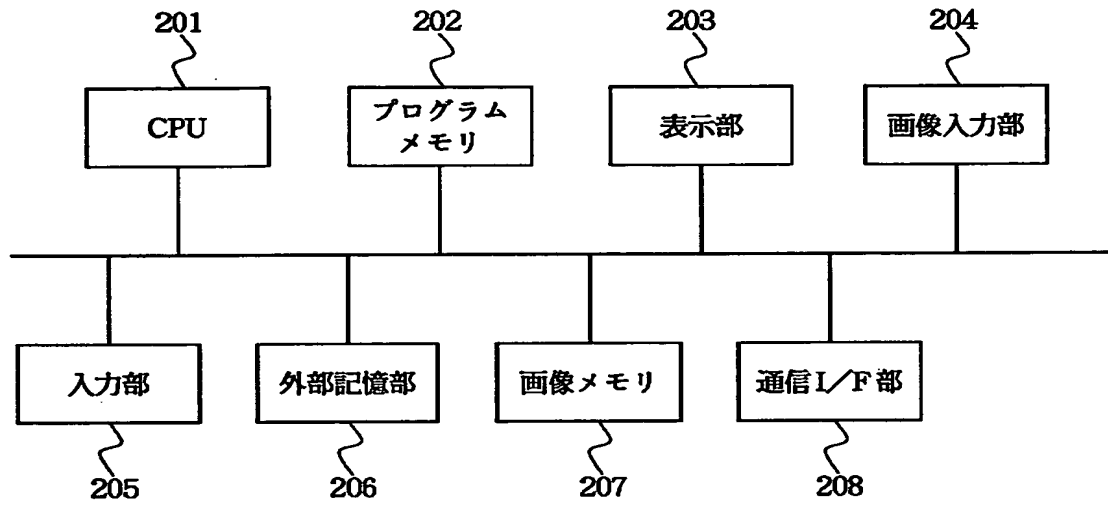 201
202
203
204
CPU
プログラム
メモリ
表示部
画像入力部
入力部
外部記憶部
画像メモリ
通信I/F部
205
206
207
208